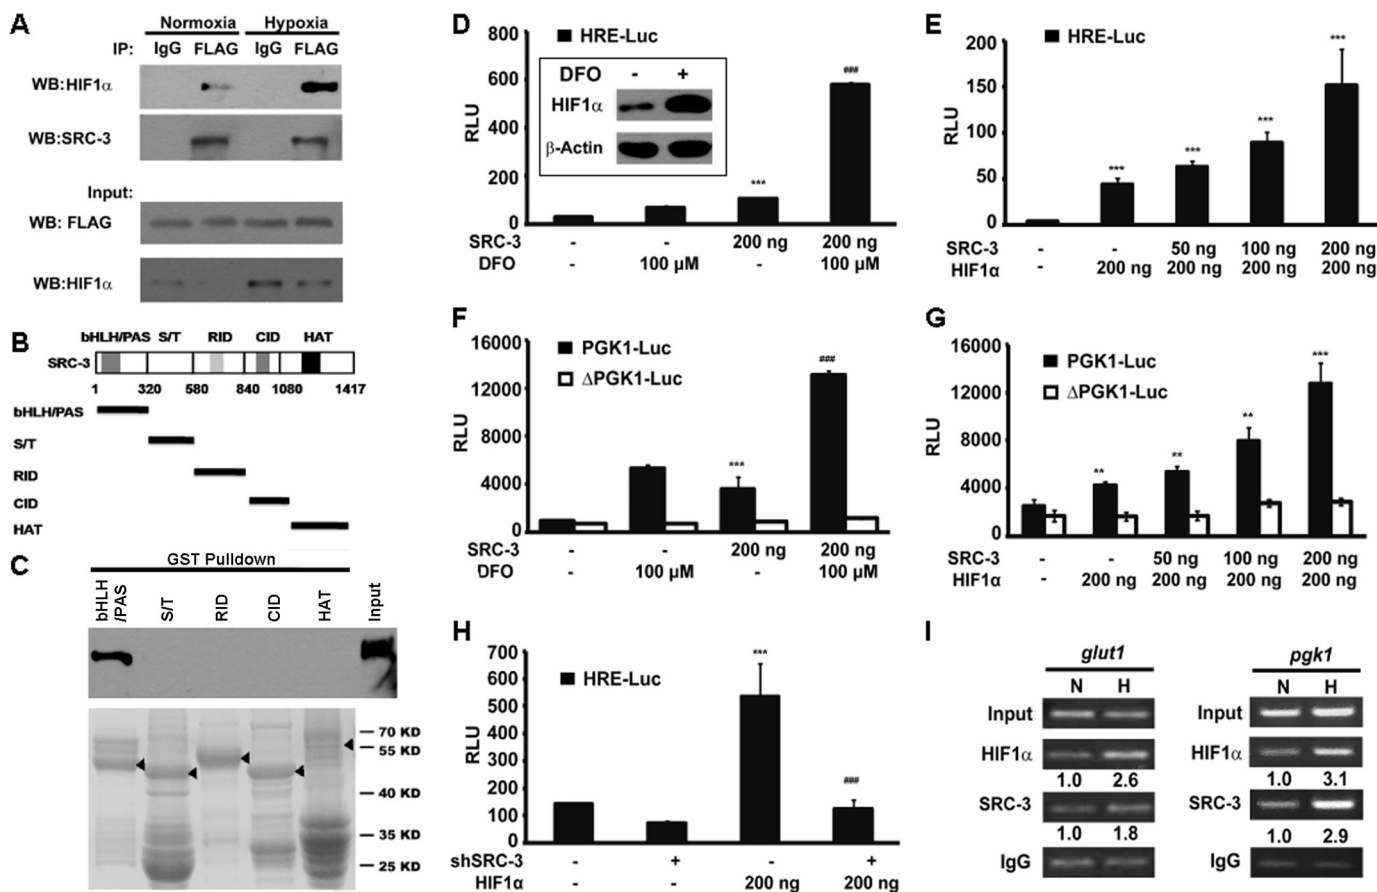 A
Normoxia Hypoxia
IP: IgG FLAG IgG FLAG
WB:HIF1α
WB:SRC-3
Input:
WB: FLAG
WB:HIF1α
B
bHLH/PAS S/T RID CID HAT
SRC-3
1 320 580 840 1080 1417
bHLH/PAS
S/T
RID
CID
HAT
C
GST Pulldown
bHLH
/PAS
S/T
RID
CID
HAT
Input
70 KD
55 KD
40 KD
35 KD
25 KD
D
HRE-Luc
800
600
400
200
0
RLU
DFO - +
HIF1α
β-Actin
***
###
SRC-3 - - 200 ng 200 ng
DFO - 100 µM - 100 µM
E
HRE-Luc
200
150
100
50
0
RLU
*** *** *** ***
SRC-3 - - 50 ng 100 ng 200 ng
HIF1α - 200 ng 200 ng 200 ng 200 ng
F
PGK1-Luc
ΔPGK1-Luc
16000
12000
8000
4000
0
RLU
***
###
SRC-3 - - 200 ng 200 ng
DFO - 100 µM - 100 µM
G
PGK1-Luc
ΔPGK1-Luc
16000
12000
8000
4000
0
RLU
** ** ** ***
SRC-3 - - 50 ng 100 ng 200 ng
HIF1α - 200 ng 200 ng 200 ng 200 ng
H
HRE-Luc
700
600
500
400
300
200
100
0
RLU
***
###
shSRC-3 - + - +
HIF1α - - 200 ng 200 ng
I
glut1
N H
Input
HIF1α
1.0 2.6
SRC-3
1.0 1.8
IgG
pgk1
N H
Input
HIF1α
1.0 3.1
SRC-3
1.0 2.9
IgG